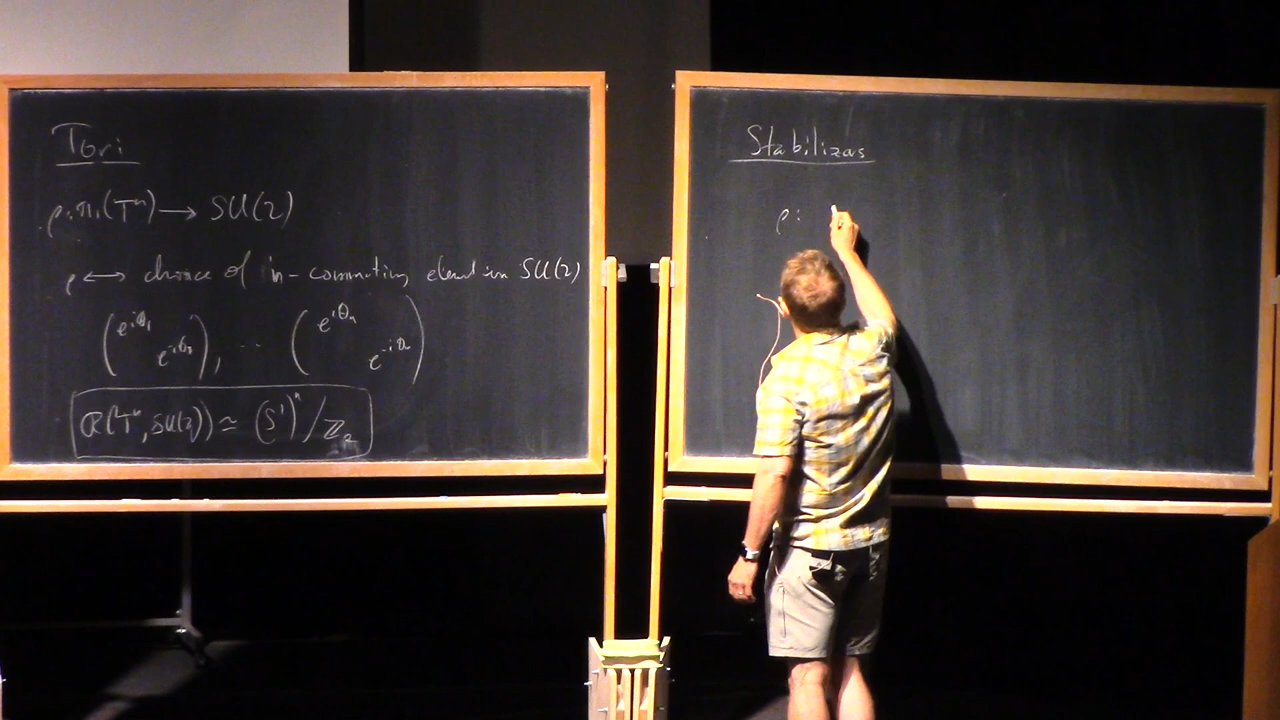 Tori
ρ: π₁(Tⁿ) → SU(2)
ρ ↔ choice of n-commuting element in SU(2)
(e^{iθ₁} e^{-iθ₁}), ... (e^{iθₙ} e^{-iθₙ})
R(Tⁿ, SU(2)) ≃ (S¹)ⁿ/ℤ₂
Stabilizas
ρ: